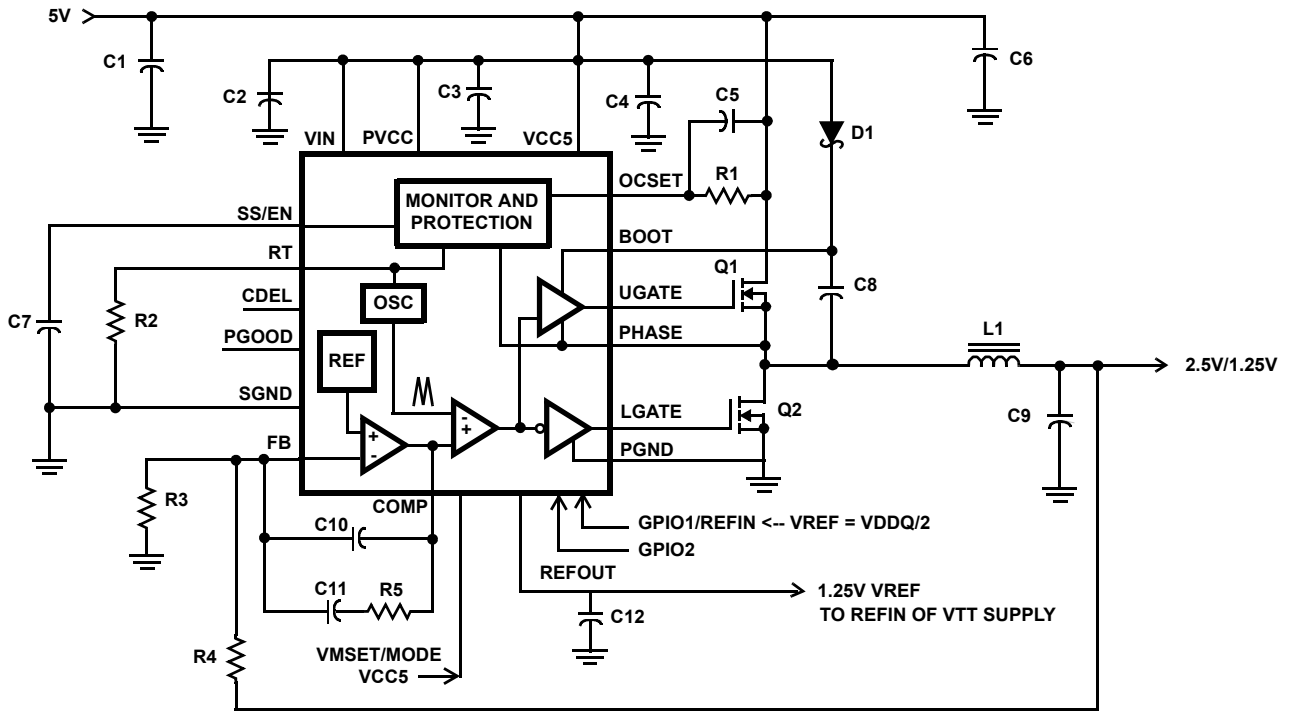 5V
C1
C6
C2
C3
C4
C5
VIN
PVCC
VCC5
D1
OCSET
R1
MONITOR AND
PROTECTION
SS/EN
BOOT
RT
Q1
C8
CDEL
OSC
UGATE
C7
R2
L1
PGOOD
REF
PHASE
2.5V/1.25V
SGND
-
+
LGATE
Q2
C9
FB
+
-
PGND
R3
COMP
C10
GPIO1/REFIN <-- VREF = VDDQ/2
GPIO2
REFOUT
C11
R5
1.25V VREF
TO REFIN OF VTT SUPPLY
C12
R4
VMSET/MODE
VCC5